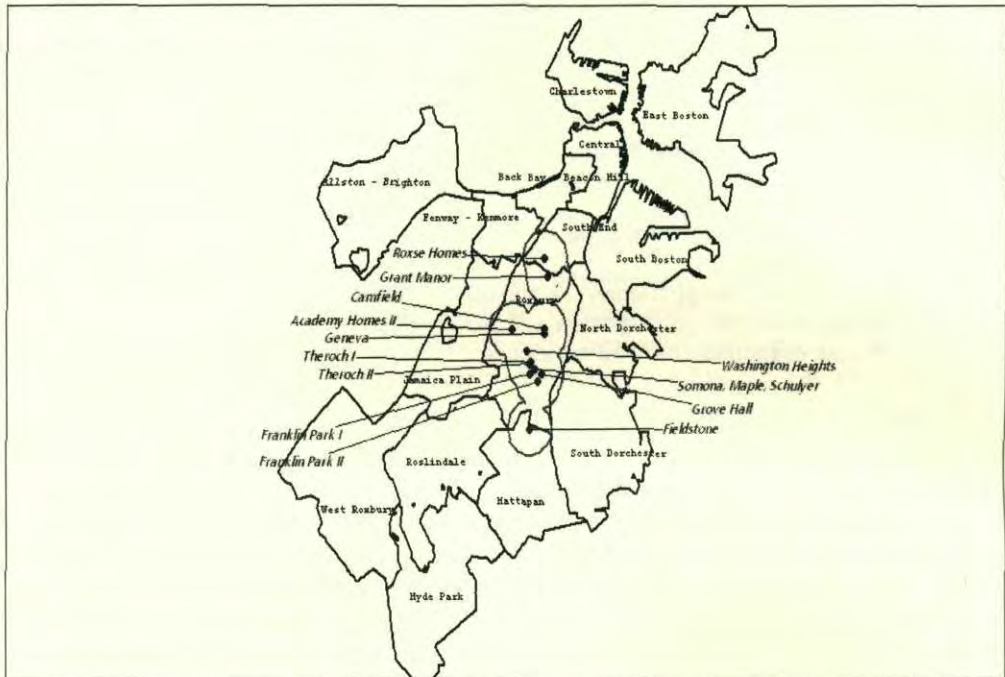 Charlestown
East Boston
Central
Back Bay
Beacon Hill
Allston - Brighton
Fenway - Kenmore
South End
Roxse Homes
South Boston
Grant Manor
Camfield
Roxbury
Academy Homes II
North Dorchester
Geneva
Theroch I
Washington Heights
Theroch II
Jamaica Plain
Somona, Maple, Schulyer
Grove Hall
Franklin Park I
Fieldstone
Franklin Park II
Roslindale
South Dorchester
West Roxbury
Mattapan
Hyde Park